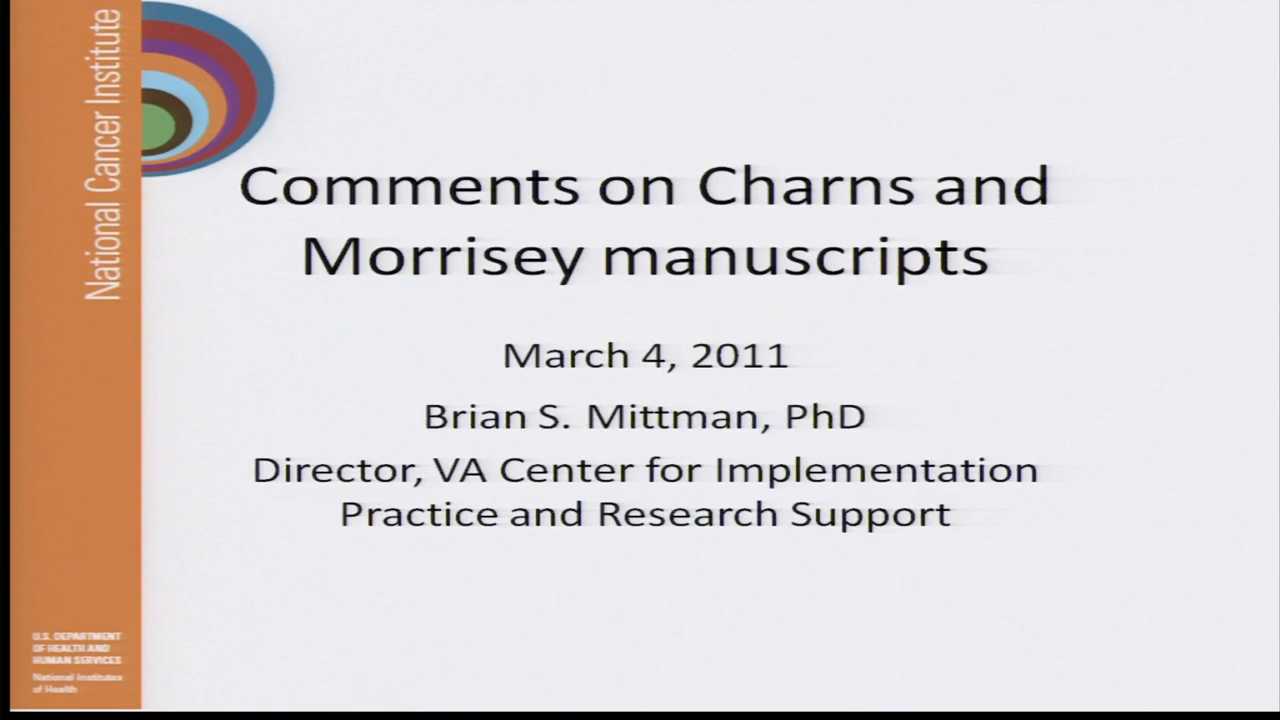 National Cancer Institute
Comments on Charns and
Morrisey manuscripts
March 4, 2011
Brian S. Mittman, PhD
Director, VA Center for Implementation
Practice and Research Support
U.S. DEPARTMENT
OF HEALTH AND
HUMAN SERVICES
National Institutes
of Health